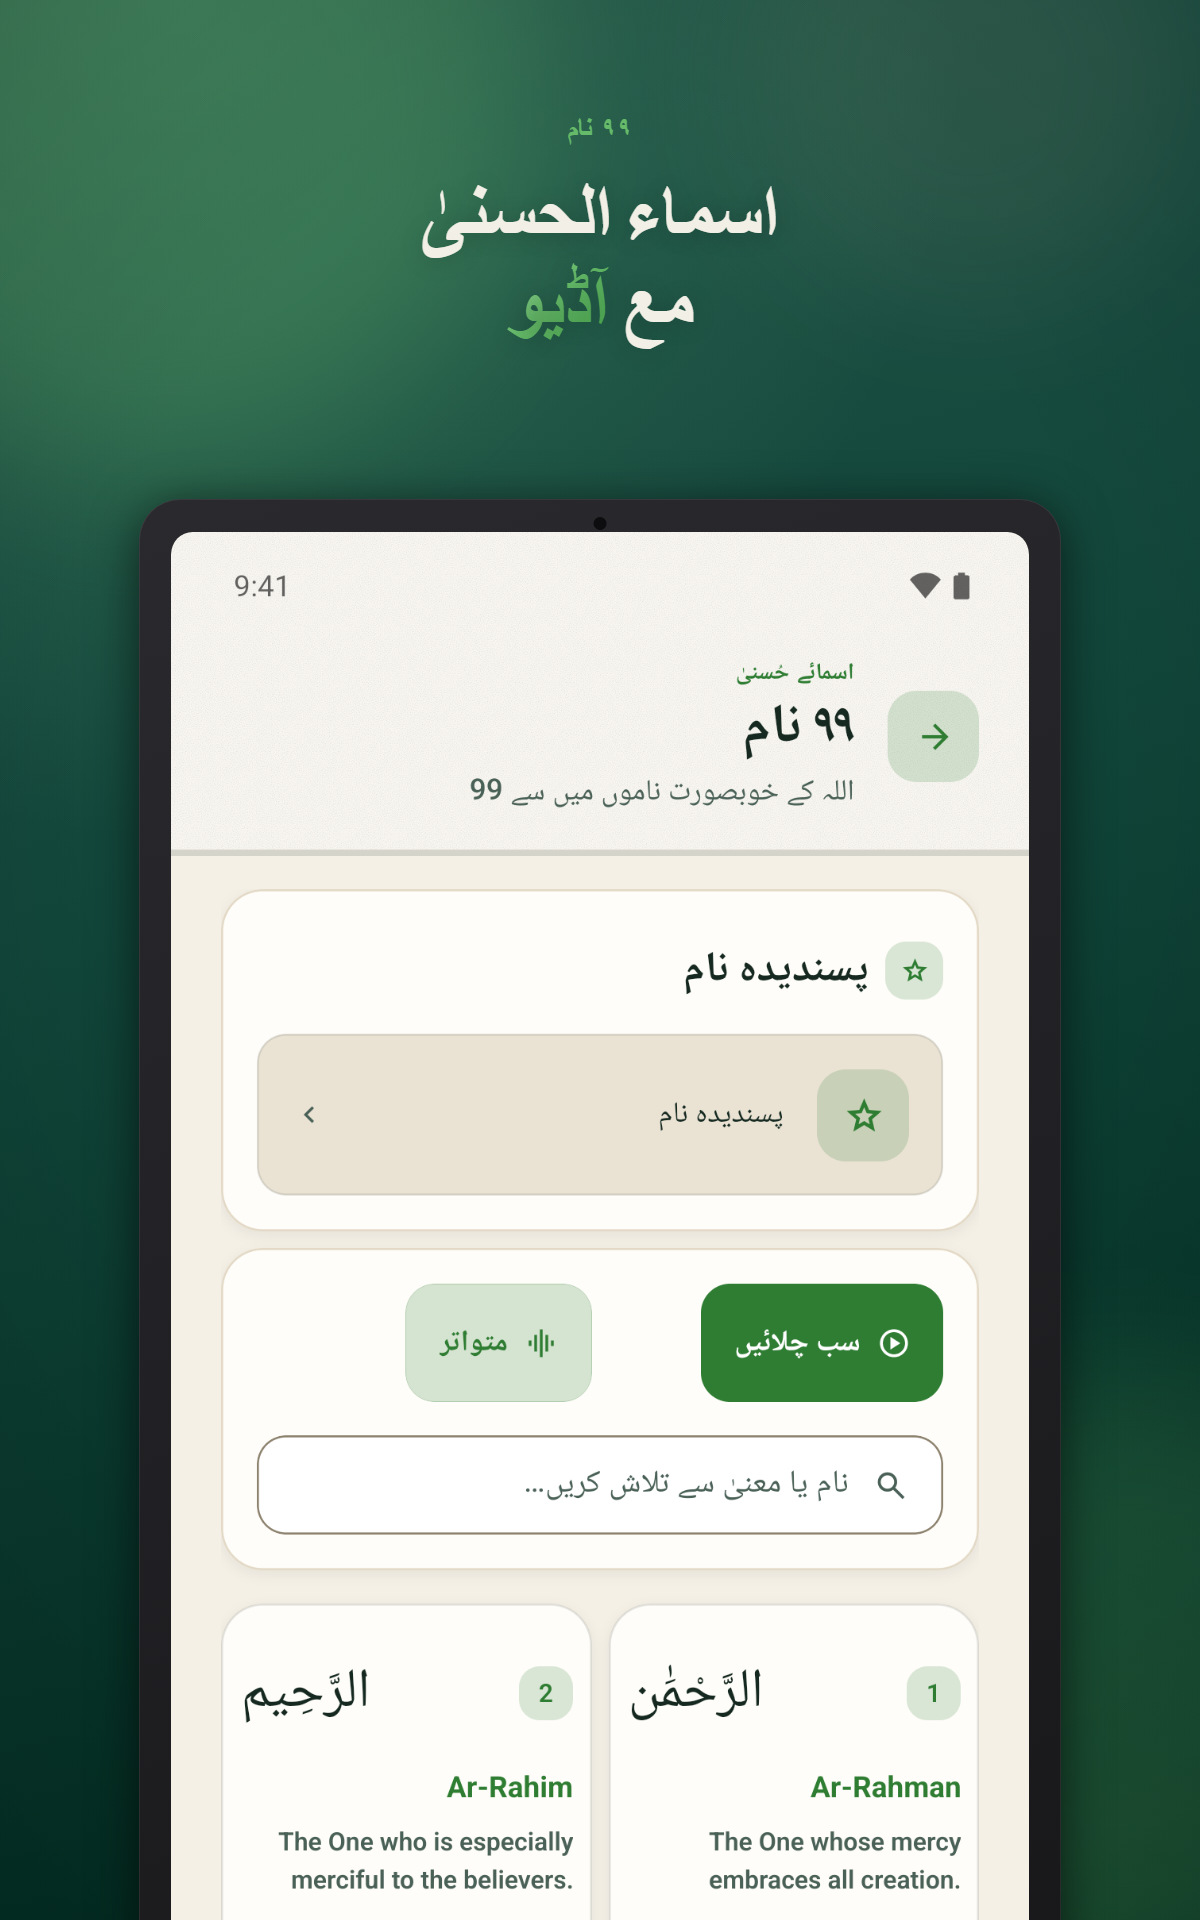 ۹۹ نام
اسماء الحسنیٰ
مع آڈیو
9:41
اسمائے حُسنیٰ
۹۹ نام
اللہ کے خوبصورت ناموں میں سے 99
پسندیدہ نام
پسندیدہ نام
سب چلائیں
متواتر
نام یا معنیٰ سے تلاش کریں...
1
الرَّحْمَٰن
Ar-Rahman
The One whose mercy
embraces all creation.
2
الرَّحِيم
Ar-Rahim
The One who is especially
merciful to the believers.